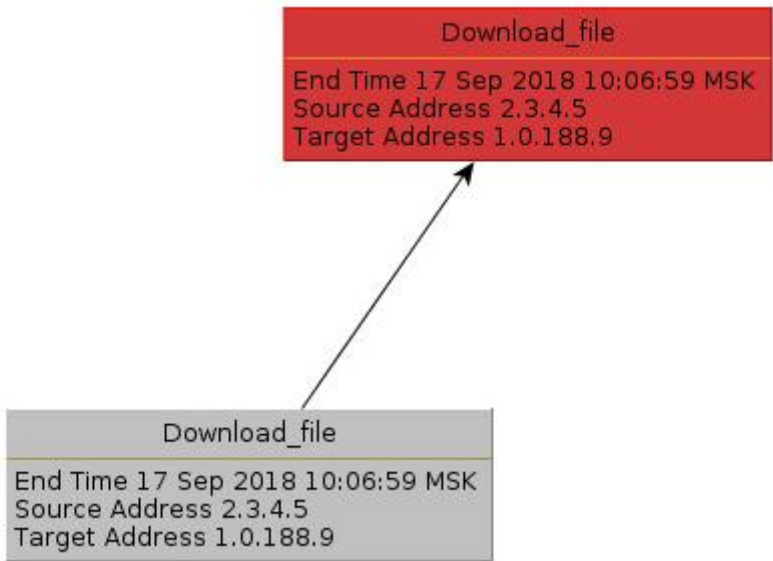 Download_file
End Time 17 Sep 2018 10:06:59 MSK
Source Address 2.3.4.5
Target Address 1.0.188.9
Download_file
End Time 17 Sep 2018 10:06:59 MSK
Source Address 2.3.4.5
Target Address 1.0.188.9